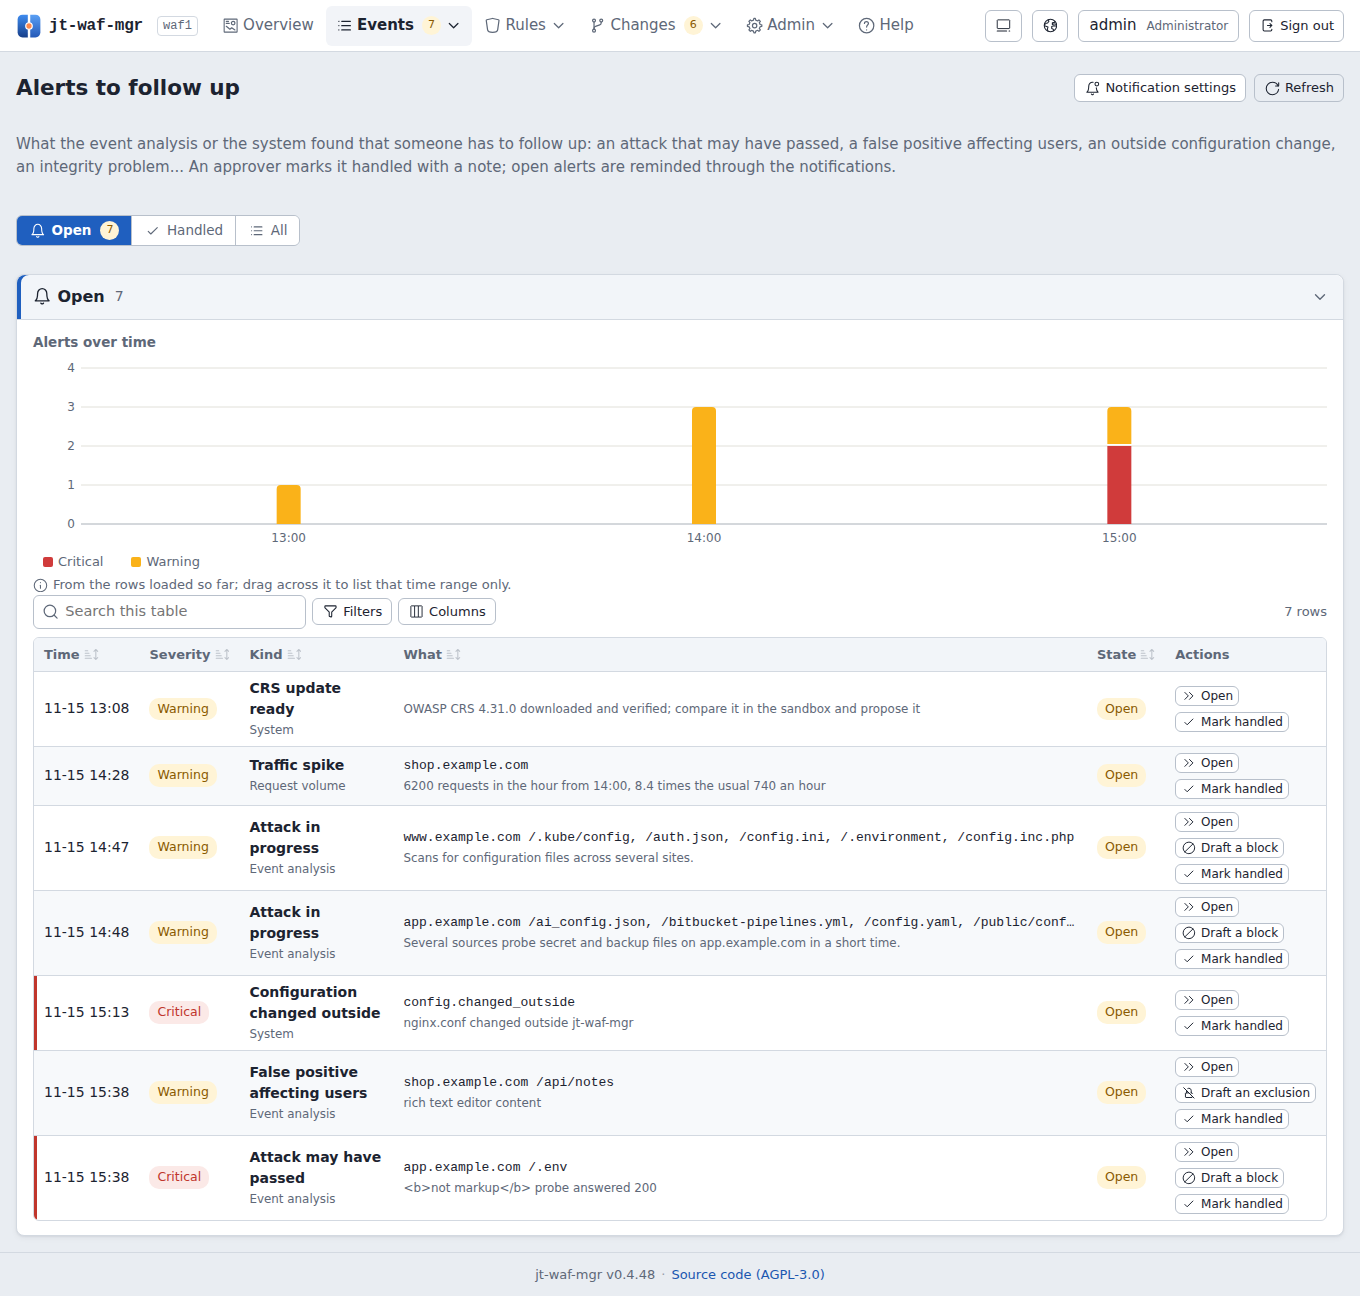 jt-waf-mgr waf1 Overview Events 7 Rules Changes 6 Admin Help admin Administrator Sign out
Alerts to follow up
Notification settings Refresh
What the event analysis or the system found that someone has to follow up: an attack that may have passed, a false positive affecting users, an outside configuration change,
an integrity problem... An approver marks it handled with a note; open alerts are reminded through the notifications.
Open 7 Handled All
Open 7
Alerts over time
4
3
2
1
0
13:00 14:00 15:00
Critical Warning
From the rows loaded so far; drag across it to list that time range only.
Search this table Filters Columns 7 rows
Time Severity Kind What State Actions
11-15 13:08 Warning CRS update ready System OWASP CRS 4.31.0 downloaded and verified; compare it in the sandbox and propose it Open Open
Mark handled
11-15 14:28 Warning Traffic spike shop.example.com Open Open
Request volume 6200 requests in the hour from 14:00, 8.4 times the usual 740 an hour Mark handled
11-15 14:47 Warning Attack in progress www.example.com /.kube/config, /auth.json, /config.ini, /.environment, /config.inc.php Open Open
Event analysis Scans for configuration files across several sites. Draft a block
Mark handled
11-15 14:48 Warning Attack in progress app.example.com /ai_config.json, /bitbucket-pipelines.yml, /config.yaml, /public/conf… Open Open
Event analysis Several sources probe secret and backup files on app.example.com in a short time. Draft a block
Mark handled
11-15 15:13 Critical Configuration changed outside config.changed_outside Open Open
System nginx.conf changed outside jt-waf-mgr Mark handled
11-15 15:38 Warning False positive affecting users shop.example.com /api/notes Open Open
Event analysis rich text editor content Draft an exclusion
Mark handled
11-15 15:38 Critical Attack may have passed app.example.com /.env Open Open
Event analysis <b>not markup</b> probe answered 200 Draft a block
Mark handled
jt-waf-mgr v0.4.48 · Source code (AGPL-3.0)